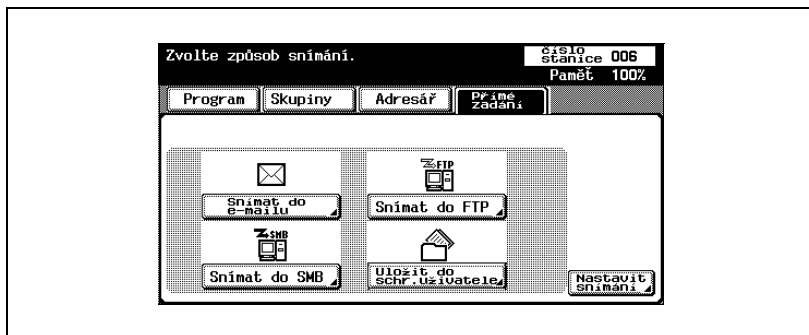 Zvolte způsob snímání.
číslo
stanice 006
Paměť 100%
Program Skupiny Adresář Přímé
zadání
FTP
Snímat do
e-mailu
Snímat do FTP
SMB
Snímat do SMB
Uložit do
schr.uživatele
Nastavit
snímání